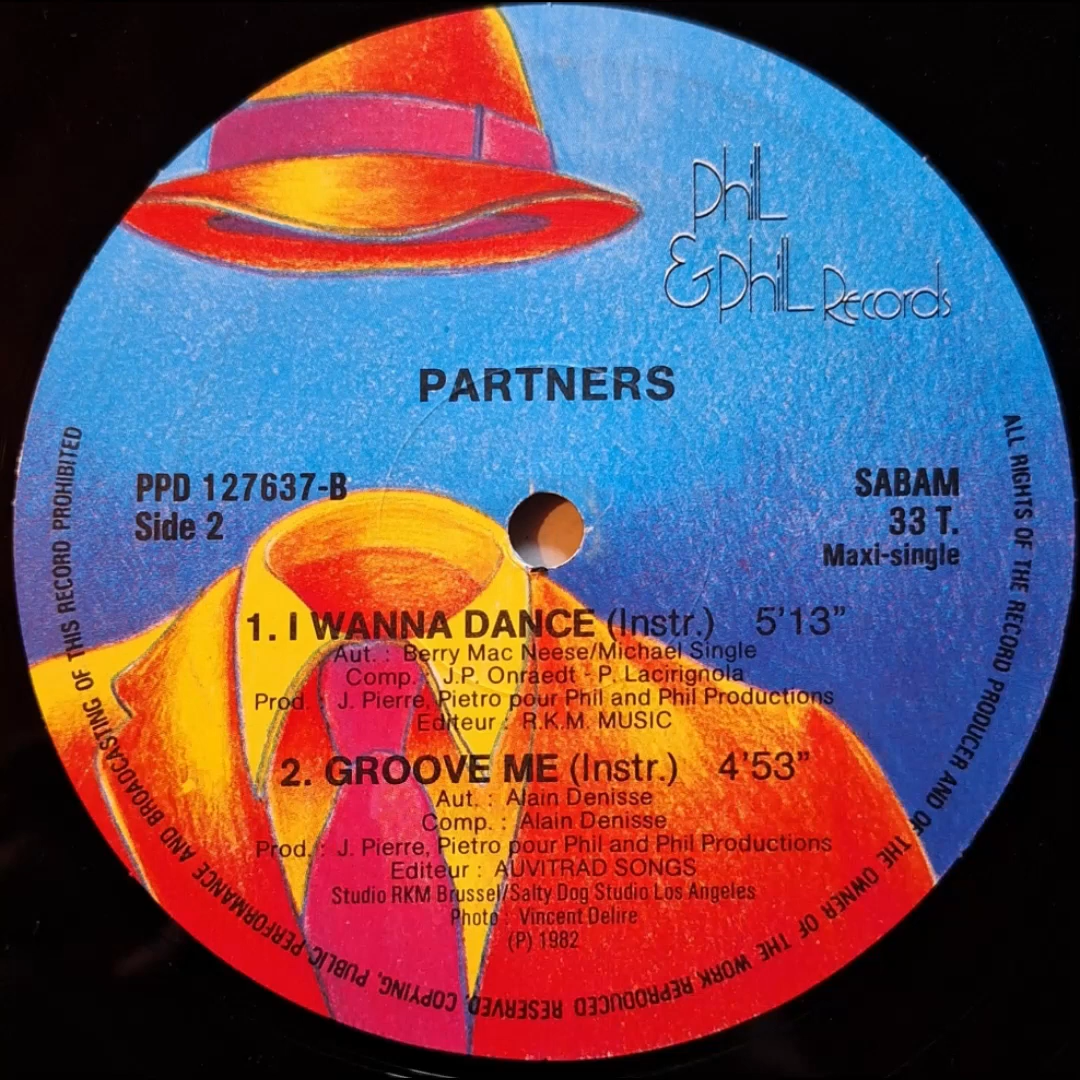 Phill
& Phill Records
PARTNERS
PPD 127637-B
Side 2
SABAM
33 T.
Maxi-single
1. I WANNA DANCE (Instr.) 5'13"
Aut. : Berry Mac Neese/Michael Single
Comp. : J.P. Onraedt - P. Lacirignola
Prod. : J. Pierre, Pietro pour Phil and Phil Productions
Editeur : R.K.M. MUSIC
2. GROOVE ME (Instr.) 4'53"
Aut. : Alain Denisse
Comp. : Alain Denisse
Prod. : J. Pierre, Pietro pour Phil and Phil Productions
Editeur : AUVITRAD SONGS
Studio RKM Brussel/Salty Dog Studio Los Angeles
Photo : Vincent Delire
(P) 1982
ALL RIGHTS OF THE RECORD PRODUCER AND OF THE OWNER OF THE WORK REPRODUCED RESERVED, COPYING, PUBLIC PERFORMANCE AND BROADCASTING OF THIS RECORD PROHIBITED